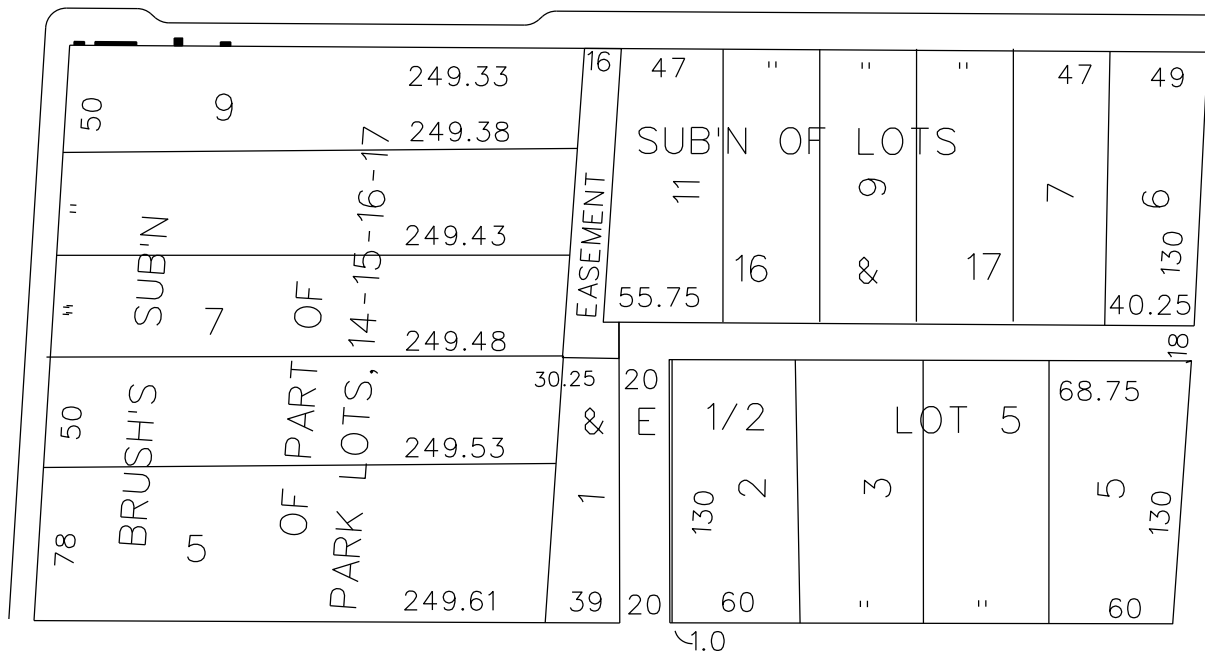 249.33
50
9
249.38
"
249.43
"
7
249.48
50
249.53
78
5
249.61
BRUSH'S SUB'N
OF PART OF
PARK LOTS, 14-15-16-17
16
EASEMENT
47 " " " 47 49
SUB'N OF LOTS
11 9 7 6
16 & 17
130
55.75
40.25
18
30.25 20
68.75
& E 1/2 LOT 5
1 2 3 5
130
130
39 20 60 " " 60
1.0